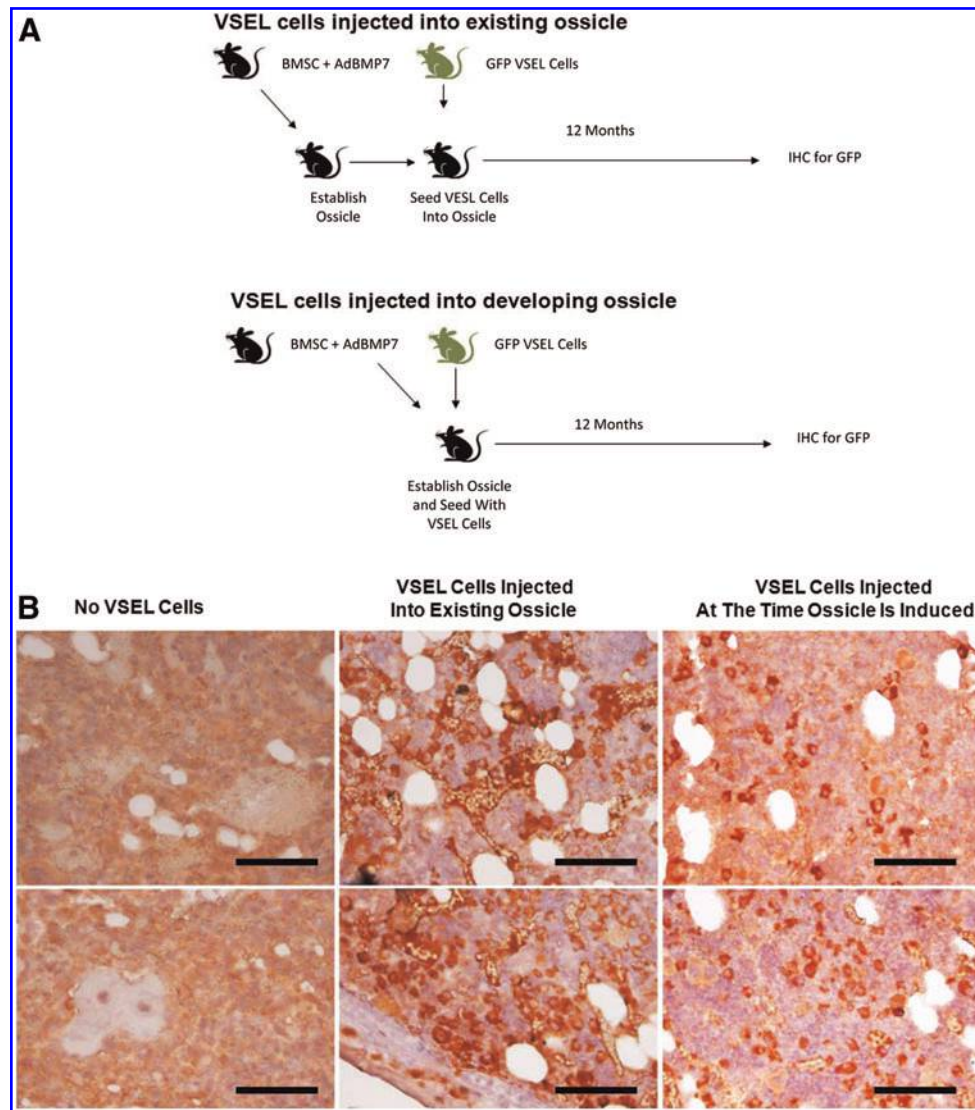 A
VSEL cells injected into existing ossicle
BMSC + AdBMP7
GFP VSEL Cells
12 Months
IHC for GFP
Establish
Ossicle
Seed VESL Cells
Into Ossicle
VSEL cells injected into developing ossicle
BMSC + AdBMP7
GFP VSEL Cells
12 Months
IHC for GFP
Establish Ossicle
and Seed With
VSEL Cells
B
No VSEL Cells
VSEL Cells Injected
Into Existing Ossicle
VSEL Cells Injected
At The Time Ossicle Is Induced